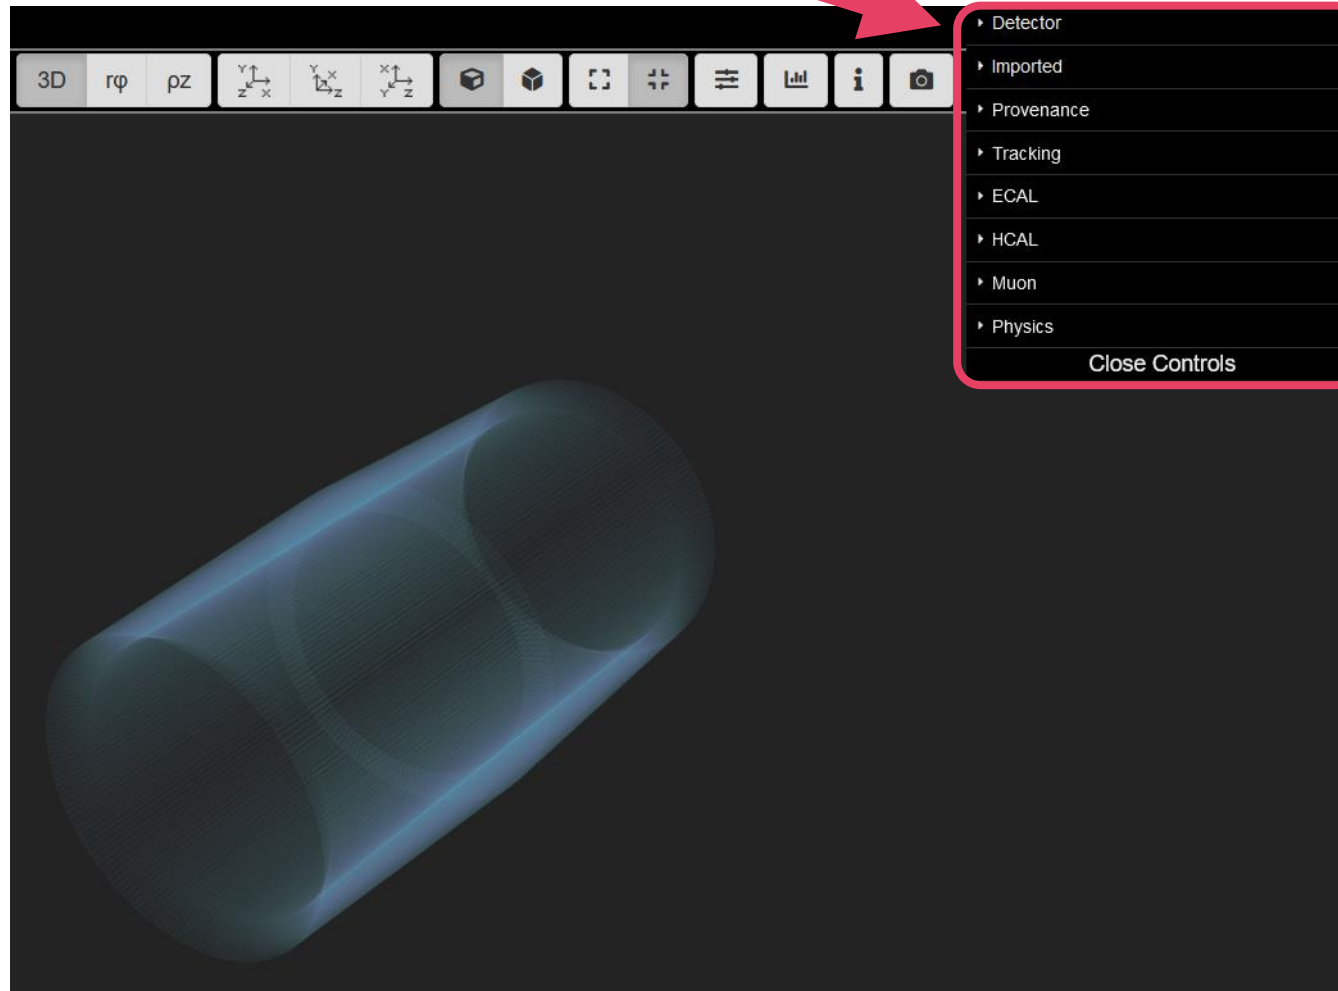 3D rφ ρz
Y Z X
Y X Z
X Y Z
i
Detector
Imported
Provenance
Tracking
ECAL
HCAL
Muon
Physics
Close Controls